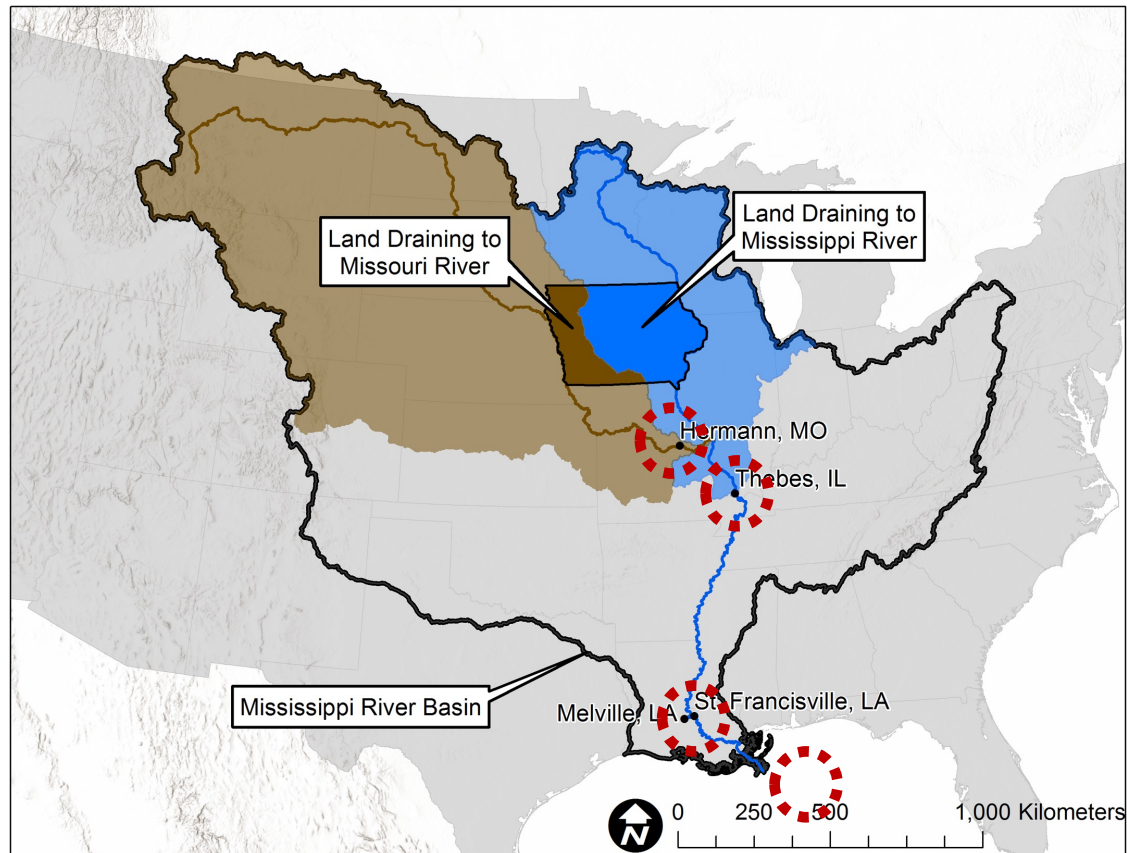 Land Draining to
Mississippi River
Land Draining to
Missouri River
Hermann, MO
Thebes, IL
Mississippi River Basin
Melville, LA
St. Francisville, LA
N
0 250 500 1,000 Kilometers